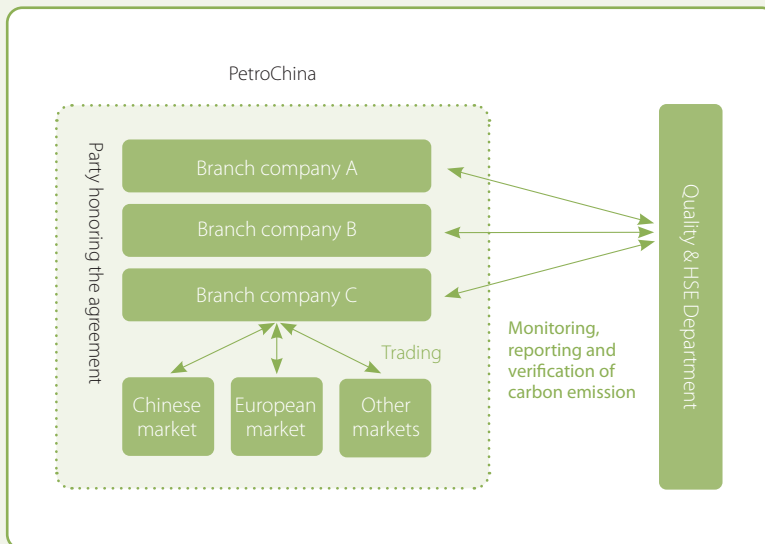 PetroChina
Party honoring the agreement
Branch company A
Branch company B
Branch company C
Trading
Chinese
market
European
market
Other
markets
Monitoring,
reporting and
verification of
carbon emission
Quality & HSE Department